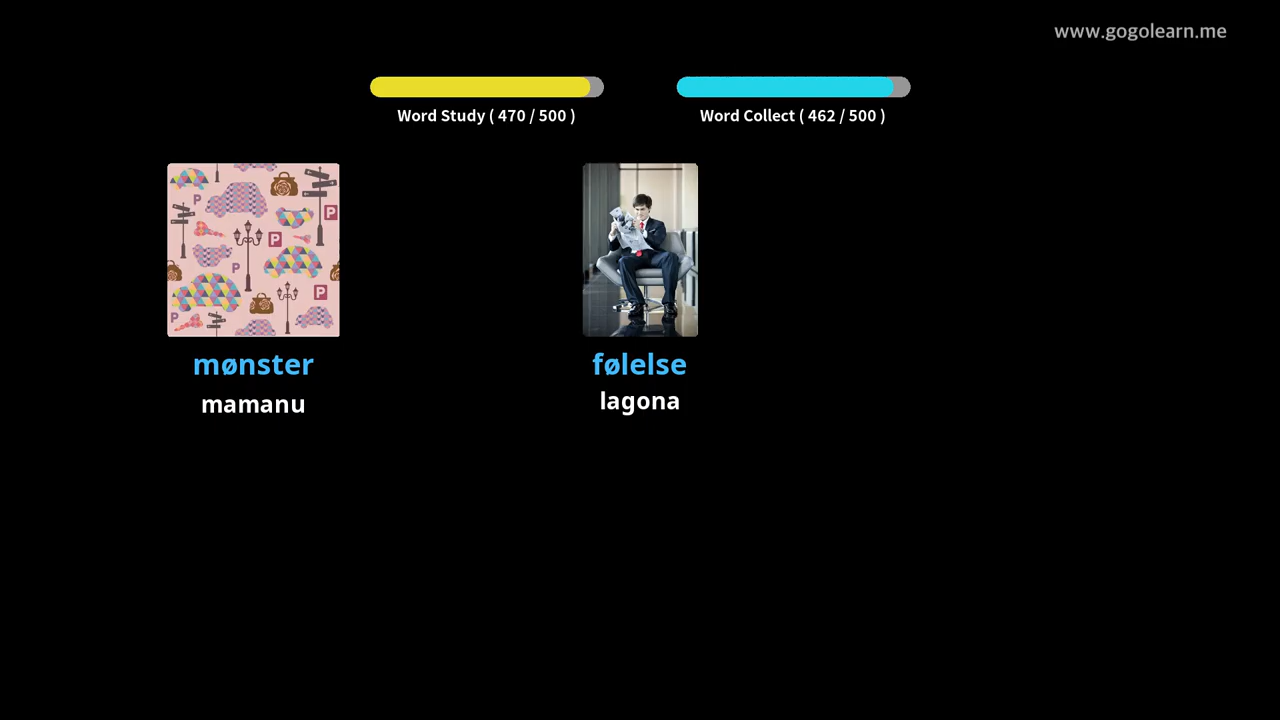 www.gogolearn.me
Word Study ( 470 / 500 )
Word Collect ( 462 / 500 )
P
P
P
P
P
P
mønster
mamanu
følelse
lagona